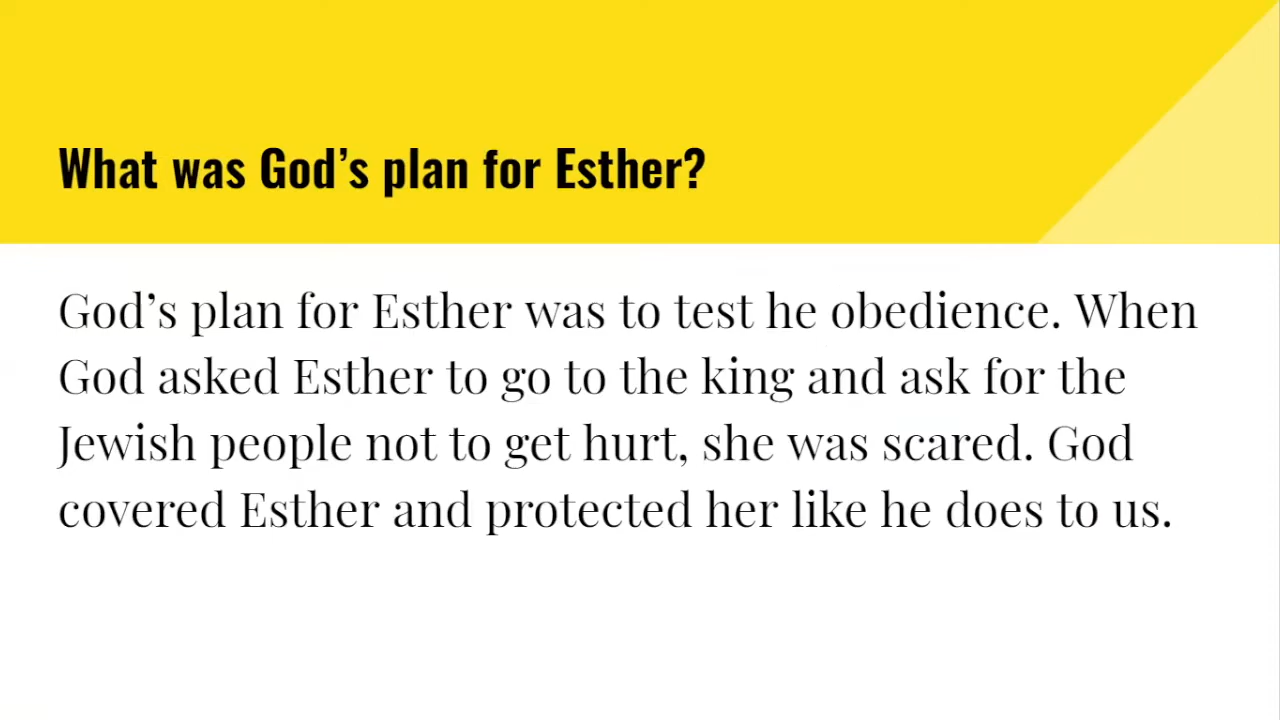 What was God’s plan for Esther?
God’s plan for Esther was to test he obedience. When
God asked Esther to go to the king and ask for the
Jewish people not to get hurt, she was scared. God
covered Esther and protected her like he does to us.